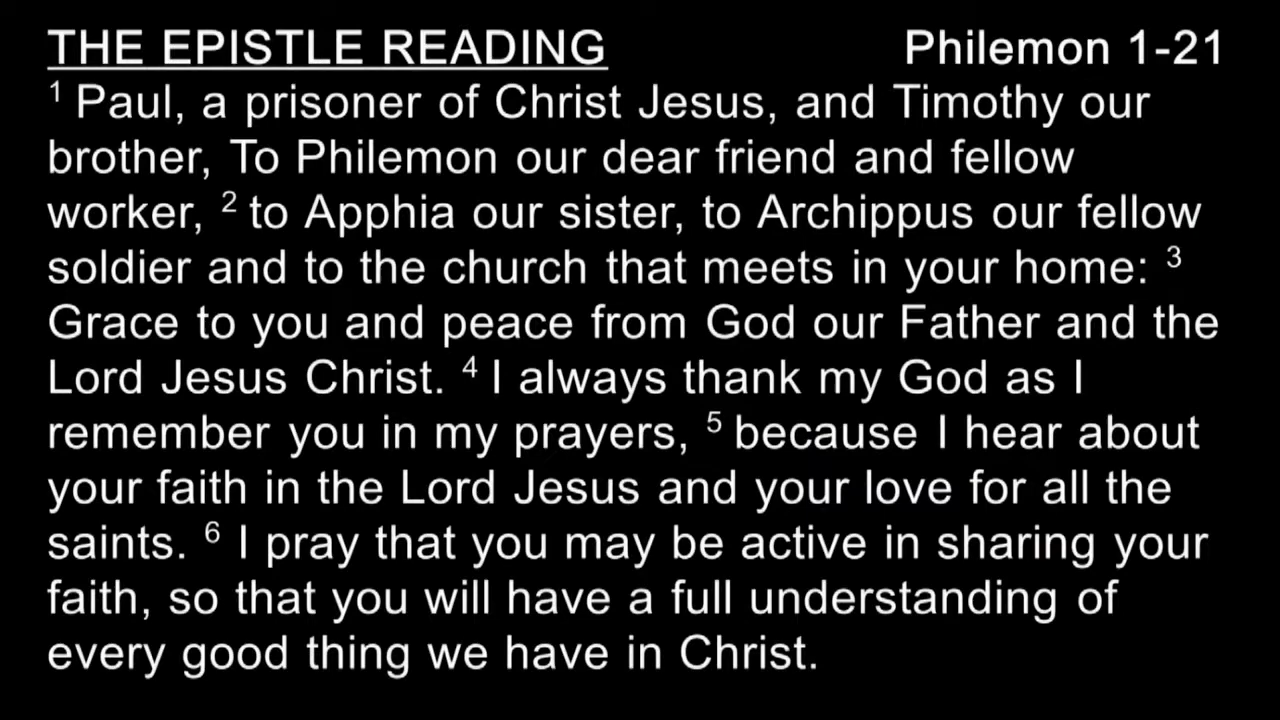 THE EPISTLE READING Philemon 1-21
1 Paul, a prisoner of Christ Jesus, and Timothy our
brother, To Philemon our dear friend and fellow
worker, 2 to Apphia our sister, to Archippus our fellow
soldier and to the church that meets in your home: 3
Grace to you and peace from God our Father and the
Lord Jesus Christ. 4 I always thank my God as I
remember you in my prayers, 5 because I hear about
your faith in the Lord Jesus and your love for all the
saints. 6 I pray that you may be active in sharing your
faith, so that you will have a full understanding of
every good thing we have in Christ.